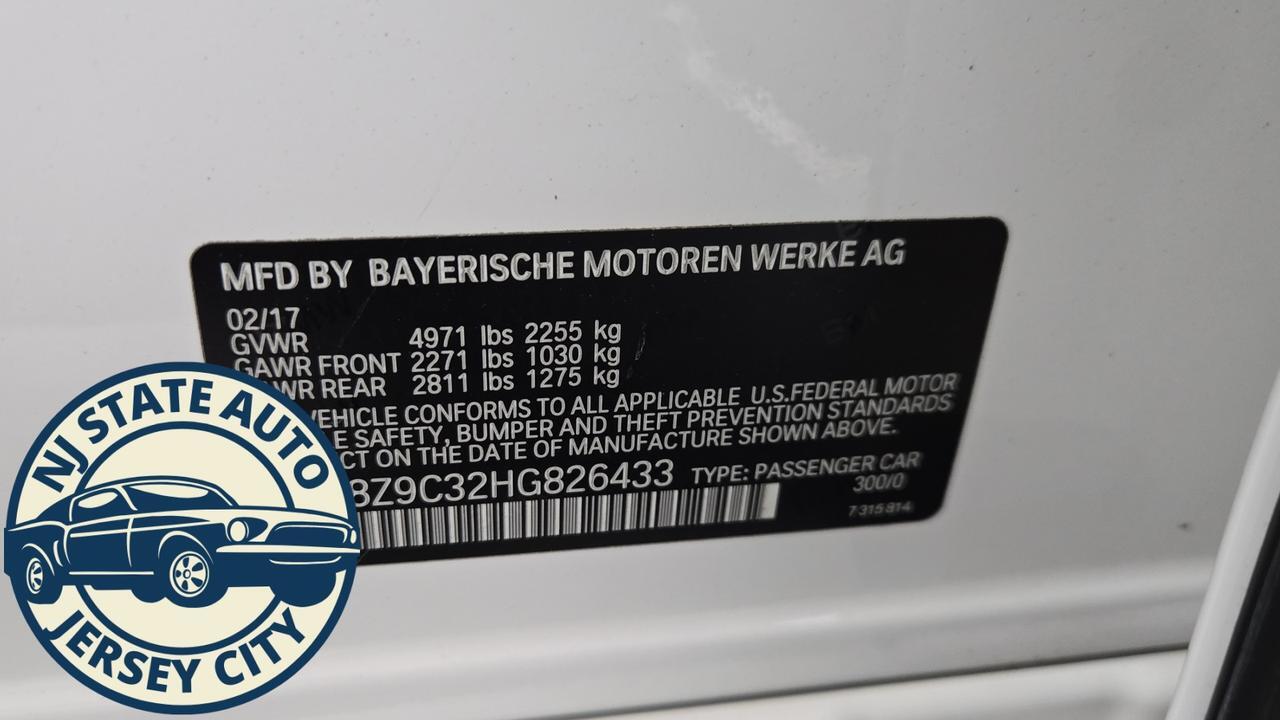 MFD BY BAYERISCHE MOTOREN WERKE AG
02/17
GVWR 4971 lbs 2255 kg
GAWR FRONT 2271 lbs 1030 kg
WR REAR 2811 lbs 1275 kg
VEHICLE CONFORMS TO ALL APPLICABLE U.S.FEDERAL MOTOR
E SAFETY, BUMPER AND THEFT PREVENTION STANDARDS
CT ON THE DATE OF MANUFACTURE SHOWN ABOVE.
8Z9C32HG826433 TYPE: PASSENGER CAR
300/0
7 315 814
NJ STATE AUTO
JERSEY CITY